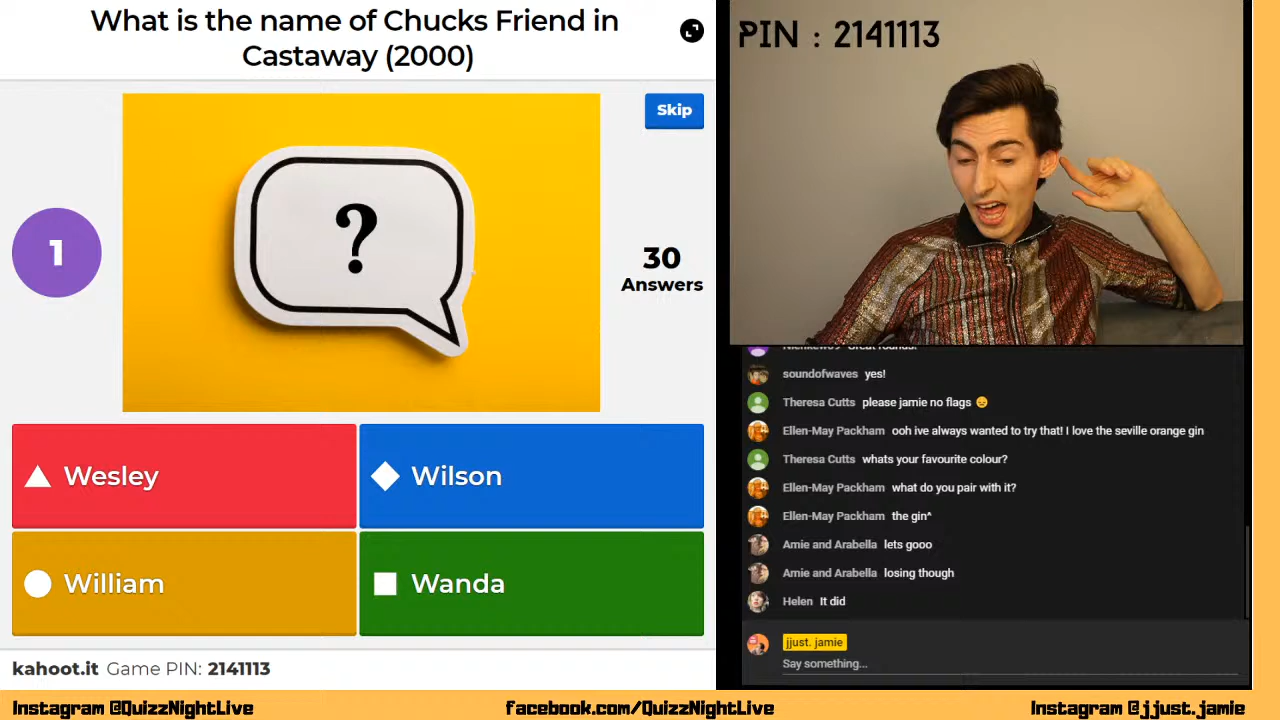 What is the name of Chucks Friend in
Castaway (2000)
Skip
1
?
30
Answers
Wesley
Wilson
William
Wanda
kahoot.it Game PIN: 2141113
PIN : 2141113
soundofwaves yes!
Theresa Cutts please jamie no flags 😑
Ellen-May Packham ooh ive always wanted to try that! I love the seville orange gin
Theresa Cutts whats your favourite colour?
Ellen-May Packham what do you pair with it?
Ellen-May Packham the gin^
Amie and Arabella lets gooo
Amie and Arabella losing though
Helen It did
jjust. jamie
Say something...
Instagram @QuizzNightLive
facebook.com/QuizzNightLive
Instagram @jjust.jamie